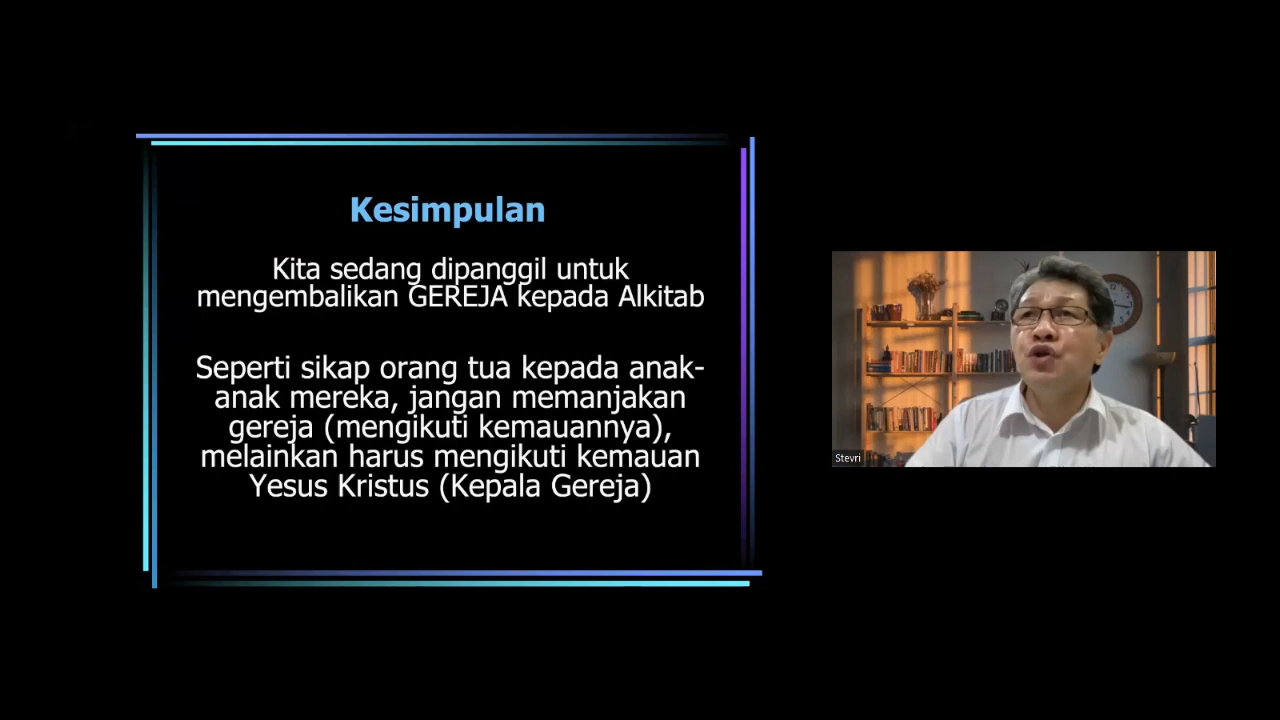 Kesimpulan
Kita sedang dipanggil untuk
mengembalikan GEREJA kepada Alkitab
Seperti sikap orang tua kepada anak-
anak mereka, jangan memanjakan
gereja (mengikuti kemauannya),
melainkan harus mengikuti kemauan
Yesus Kristus (Kepala Gereja)
Stevri